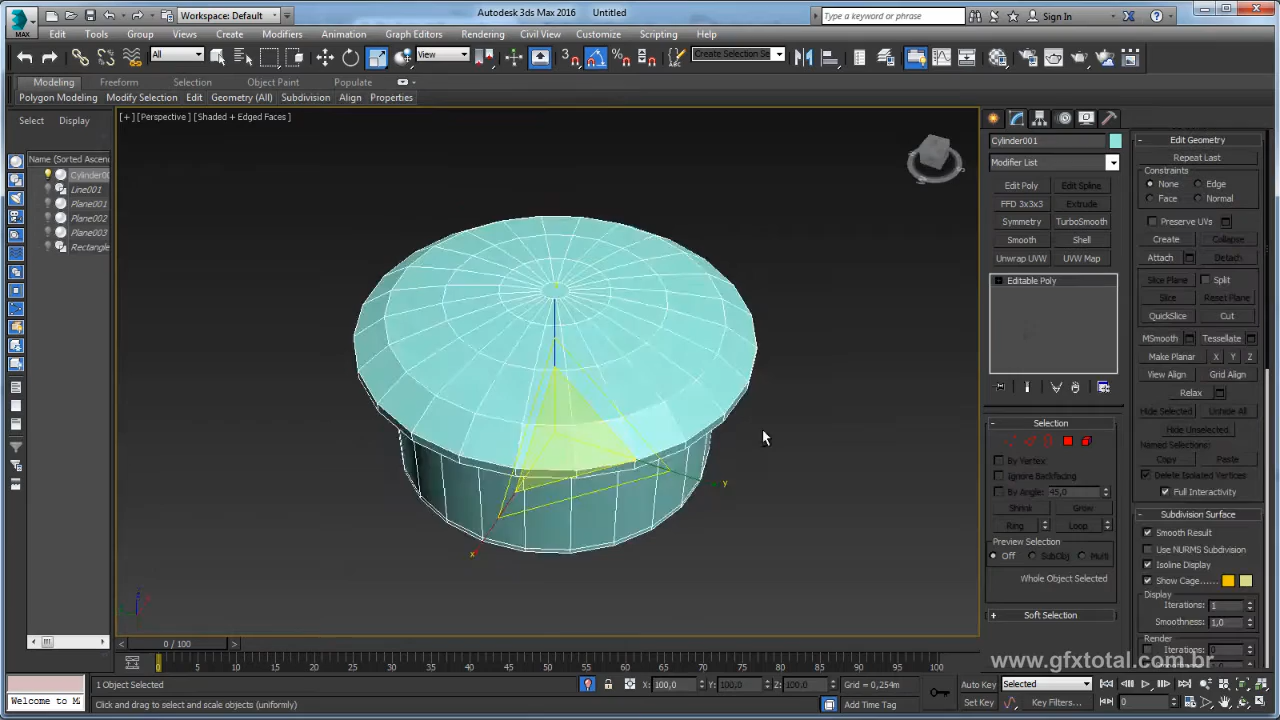 MAX
Workspace: Default
Autodesk 3ds Max 2016 Untitled
Type a keyword or phrase
Sign In
Edit Tools Group Views Create Modifiers Animation Graph Editors Rendering Civil View Customize Scripting Help
All
View
Create Selection Se
Modeling Freeform Selection Object Paint Populate
Polygon Modeling Modify Selection Edit Geometry (All) Subdivision Align Properties
Select Display
[+] [Perspective] [Shaded + Edged Faces]
Name (Sorted Ascen
Cylinder00
Line001
Plane001
Plane002
Plane003
Rectangle
x
y
z
Cylinder001
Modifier List
Edit Poly Edit Spline
FFD 3x3x3 Extrude
Symmetry TurboSmooth
Smooth Shell
Unwrap UVW UVW Map
Editable Poly
Selection
By Vertex
Ignore Backfacing
By Angle: 45,0
Shrink Grow
Ring Loop
Preview Selection
Off SubObj Multi
Whole Object Selected
Soft Selection
Edit Geometry
Repeat Last
Constraints
None Edge
Face Normal
Preserve UVs
Create Collapse
Attach Detach
Slice Plane Split
Slice Reset Plane
QuickSlice Cut
MSmooth Tessellate
Make Planar X Y Z
View Align Grid Align
Relax
Hide Selected Unhide All
Hide Unselected
Named Selections:
Copy Paste
Delete Isolated Vertices
Full Interactivity
Subdivision Surface
Smooth Result
Use NURMS Subdivision
Isoline Display
Show Cage......
Display
Iterations: 1
Smoothness: 1,0
Render
Iterations: 0
www.gfxtotal.com.br
0 / 100
0 5 10 15 20 25 30 35 40 45 50 55 60 65 70 75 80 85 90 95 100
1 Object Selected
X: 100,0 Y: 100,0 Z: 100,0
Grid = 0,254m
Auto Key Selected
Welcome to MA
Click and drag to select and scale objects (uniformly)
Add Time Tag
Set Key Key Filters...
0